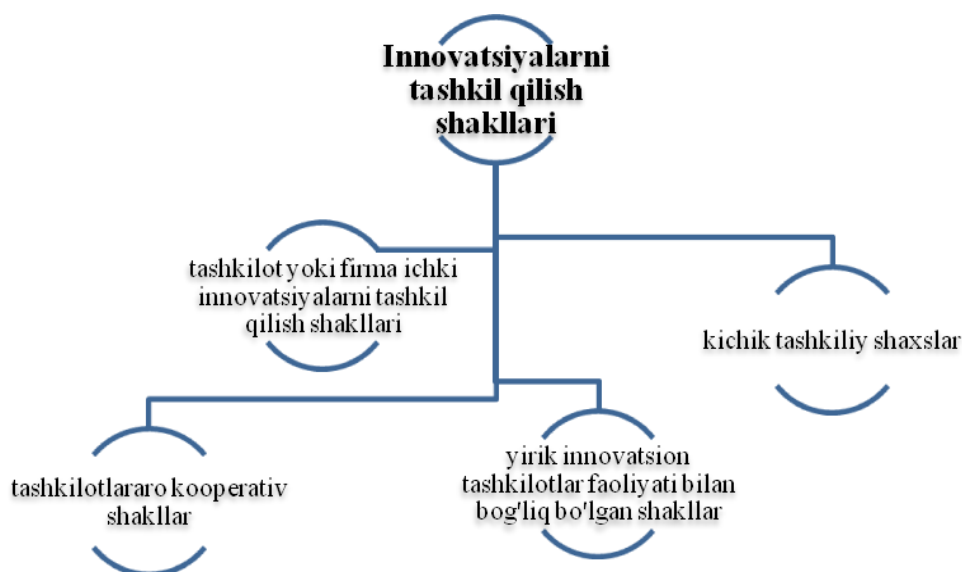 Innovatsiyalarni
tashkil qilish
shakllari
tashkilot yoki firma ichki
innovatsiyalarni tashkil
qilish shakllari
kichik tashkiliy shaxslar
tashkilotlararo kooperativ
shakllar
yirik innovatsion
tashkilotlar faoliyati bilan
bog'liq bo'lgan shakllar